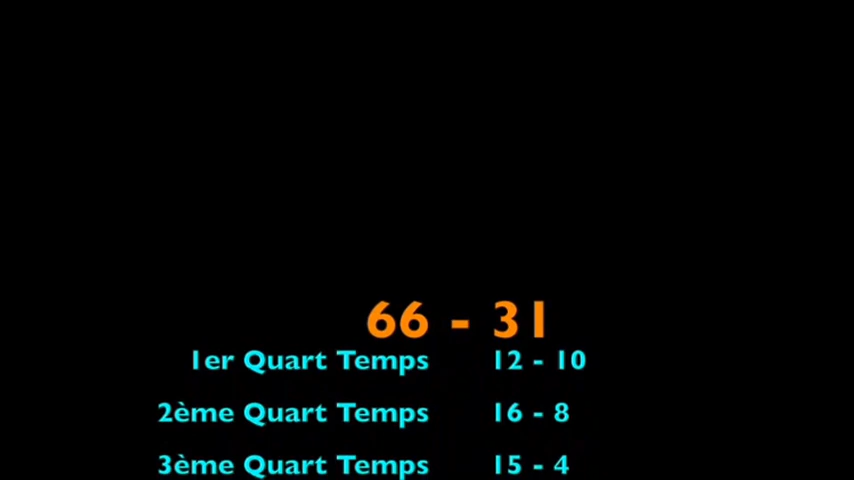 66 - 31
1er Quart Temps 12 - 10
2ème Quart Temps 16 - 8
3ème Quart Temps 15 - 4